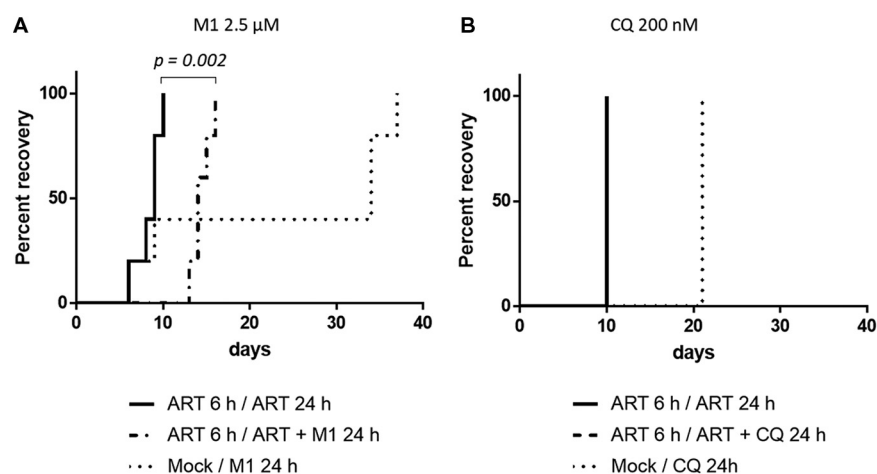 A
M1 2.5 µM
p = 0.002
100
50
0
Percent recovery
0 10 20 30 40
days
ART 6 h / ART 24 h
ART 6 h / ART + M1 24 h
Mock / M1 24 h
B
CQ 200 nM
100
50
0
Percent recovery
0 10 20 30 40
days
ART 6 h / ART 24 h
ART 6 h / ART + CQ 24 h
Mock / CQ 24h